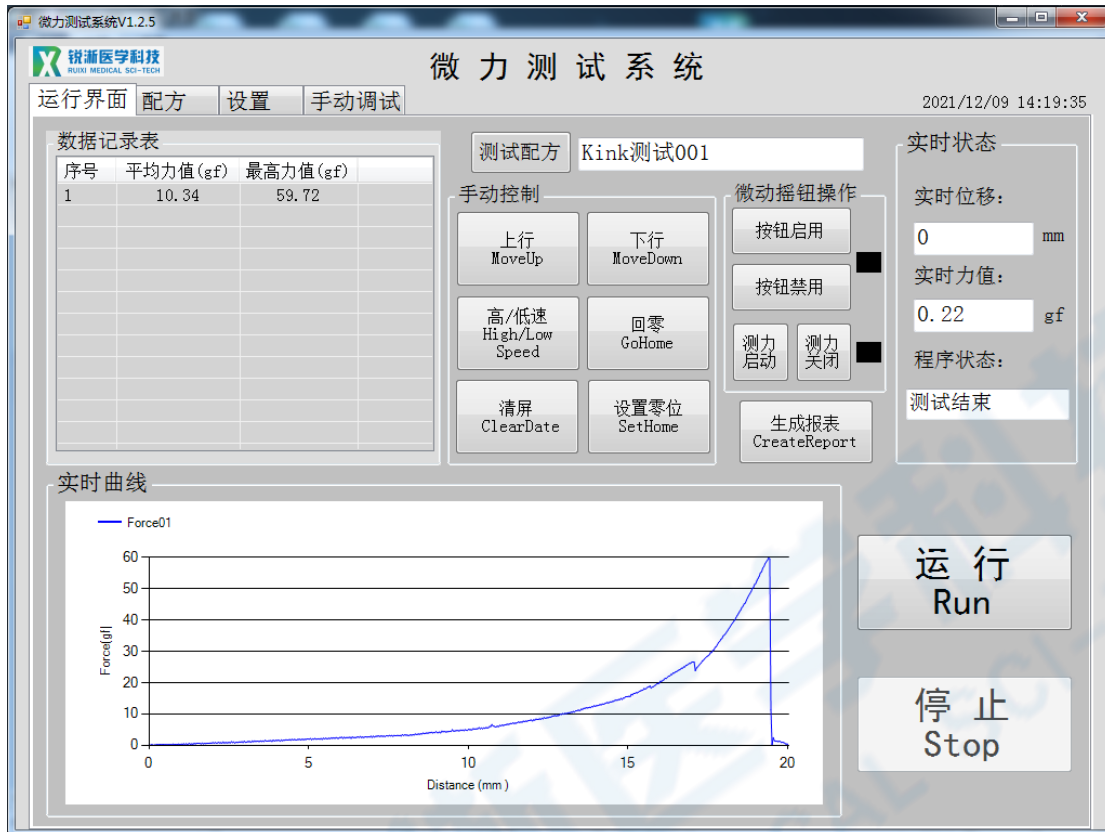 微力测试系统V1.2.5
锐浙医学科技
RUIXI MEDICAL SCI-TECH
微力测试系统
运行界面 配方 设置 手动调试
2021/12/09 14:19:35
数据记录表
序号 平均力值(gf) 最高力值(gf)
1 10.34 59.72
测试配方 Kink测试001
手动控制
上行
MoveUp
下行
MoveDown
高/低速
High/Low
Speed
回零
GoHome
清屏
ClearDate
设置零位
SetHome
微动摇钮操作
按钮启用
按钮禁用
测力
启动
测力
关闭
生成报表
CreateReport
实时状态
实时位移:
0 mm
实时力值:
0.22 gf
程序状态:
测试结束
实时曲线
Force01
60
50
40
30
20
10
0
Force[gf]
0 5 10 15 20
Distance (mm )
运 行
Run
停 止
Stop